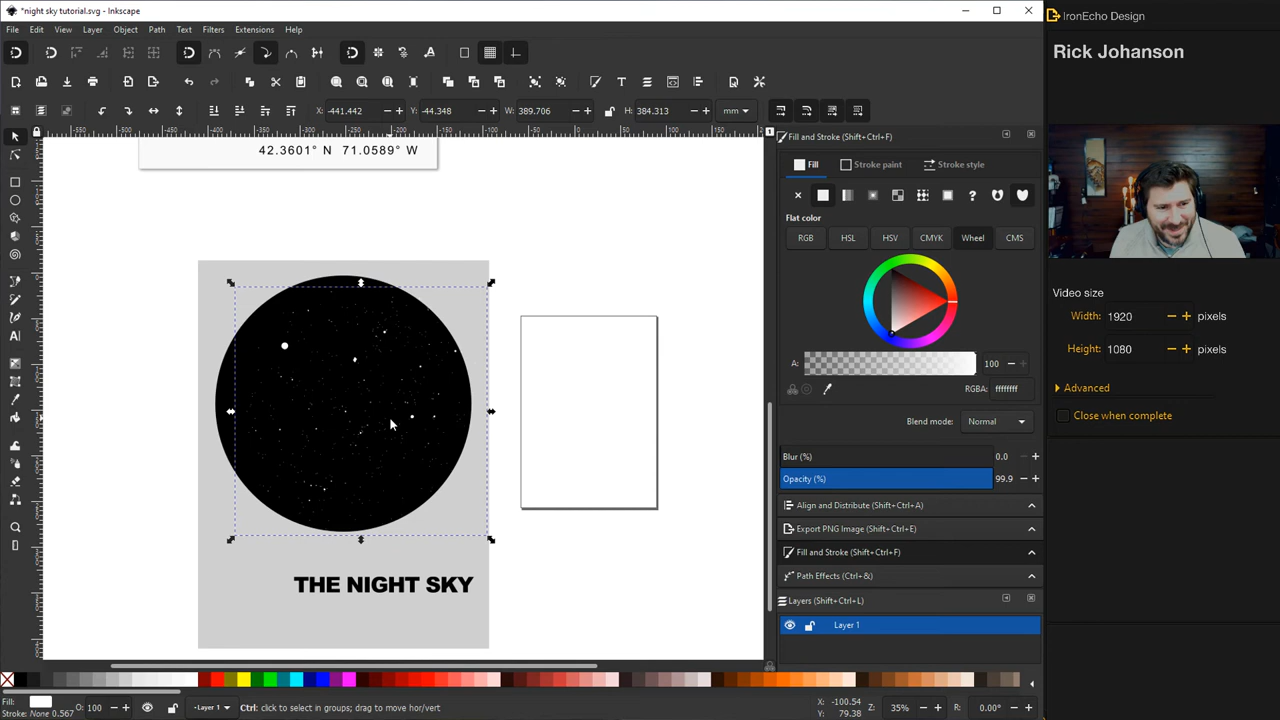 *night sky tutorial.svg - Inkscape
File Edit View Layer Object Path Filters Text Extensions Help
X: -441.442 Y: -44.348 W: 389.706 H: 384.313 mm
42.3601° N 71.0589° W
THE NIGHT SKY
Fill and Stroke (Shift+Ctrl+F)
Fill Stroke paint Stroke style
Flat color
RGB HSL HSV CMYK Wheel CMS
A: 100
RGBA: ffffffff
Blend mode: Normal
Blur (%) 0.0
Opacity (%) 99.9
Align and Distribute (Shift+Ctrl+A)
Export PNG Image (Shift+Ctrl+E)
Fill and Stroke (Shift+Ctrl+F)
Path Effects (Ctrl+&)
Layers (Shift+Ctrl+L)
Layer 1
Fill:
Stroke: None 0.567
O: 100
Layer 1
Ctrl: click to select in groups; drag to move hor/vert
X: -100.54
Y: 79.38
Z: 35%
R: 0.00°
IronEcho Design
Rick Johanson
Video size
Width: 1920 pixels
Height: 1080 pixels
Advanced
Close when complete